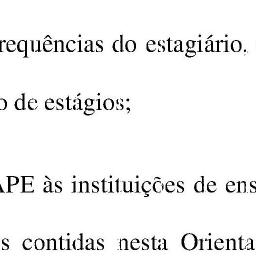 requências do estagiário,
o de estágios;
APE às instituições de ens
s contidas nesta Orienta